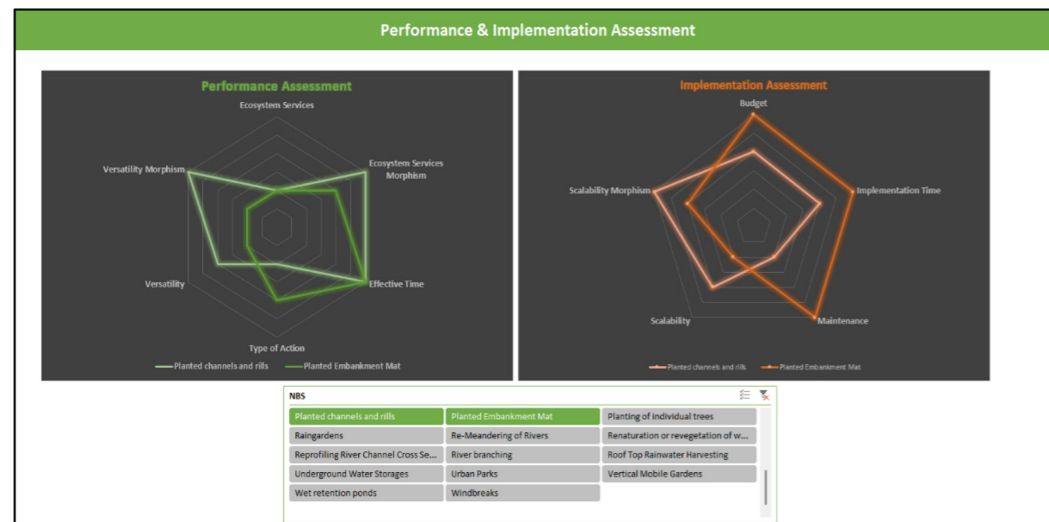 Performance & Implementation Assessment
Performance Assessment
Ecosystem Services
Versatility Morphism
Ecosystem Services
Morphism
Versatility
Effective Time
Type of Action
Planted channels and rills
Planted Embankment Mat
Implementation Assessment
Budget
Scalability Morphism
Implementation Time
Scalability
Maintenance
Planted channels and rills
Planted Embankment Mat
NBS
Planted channels and rills
Planted Embankment Mat
Planting of individual trees
Raingardens
Re-Meandering of Rivers
Renaturation or revegetation of w...
Reprofiling River Channel Cross Se...
River branching
Roof Top Rainwater Harvesting
Underground Water Storages
Urban Parks
Vertical Mobile Gardens
Wet retention ponds
Windbreaks